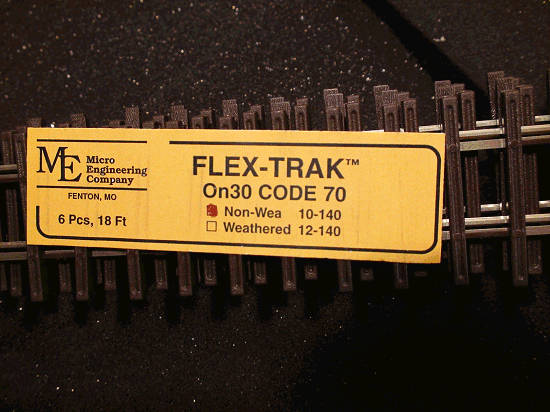 ME Micro
Engineering
Company
FENTON, MO
6 Pcs, 18 Ft
FLEX-TRAK™
On30 CODE 70
Non-Wea 10-140
Weathered 12-140